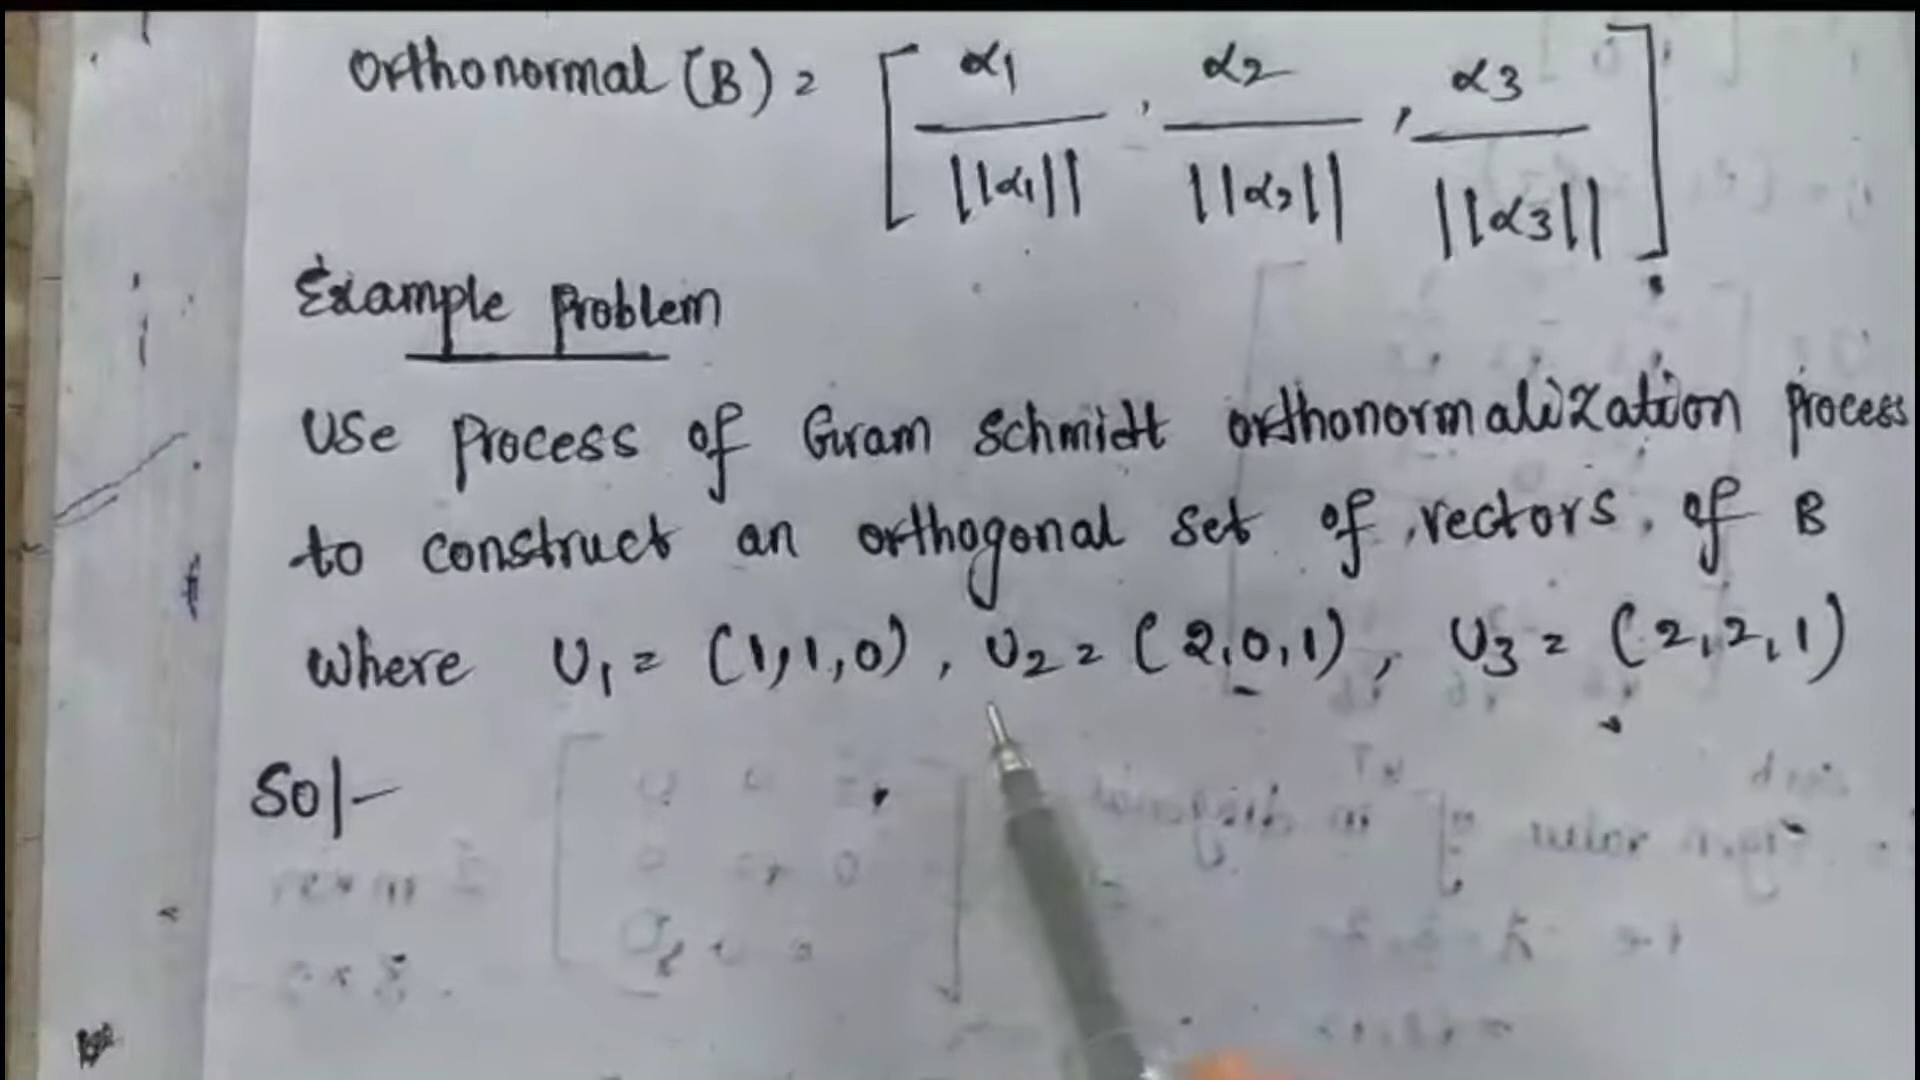 Orthonormal (B) = [ α1 / ||α1|| , α2 / ||α2|| , α3 / ||α3|| ]
Example Problem
Use process of Gram Schmidt orthonormalization process
to construct an orthogonal set of vectors of B
where U1 = (1,1,0), U2 = (2,0,1), U3 = (2,2,1)
Sol-